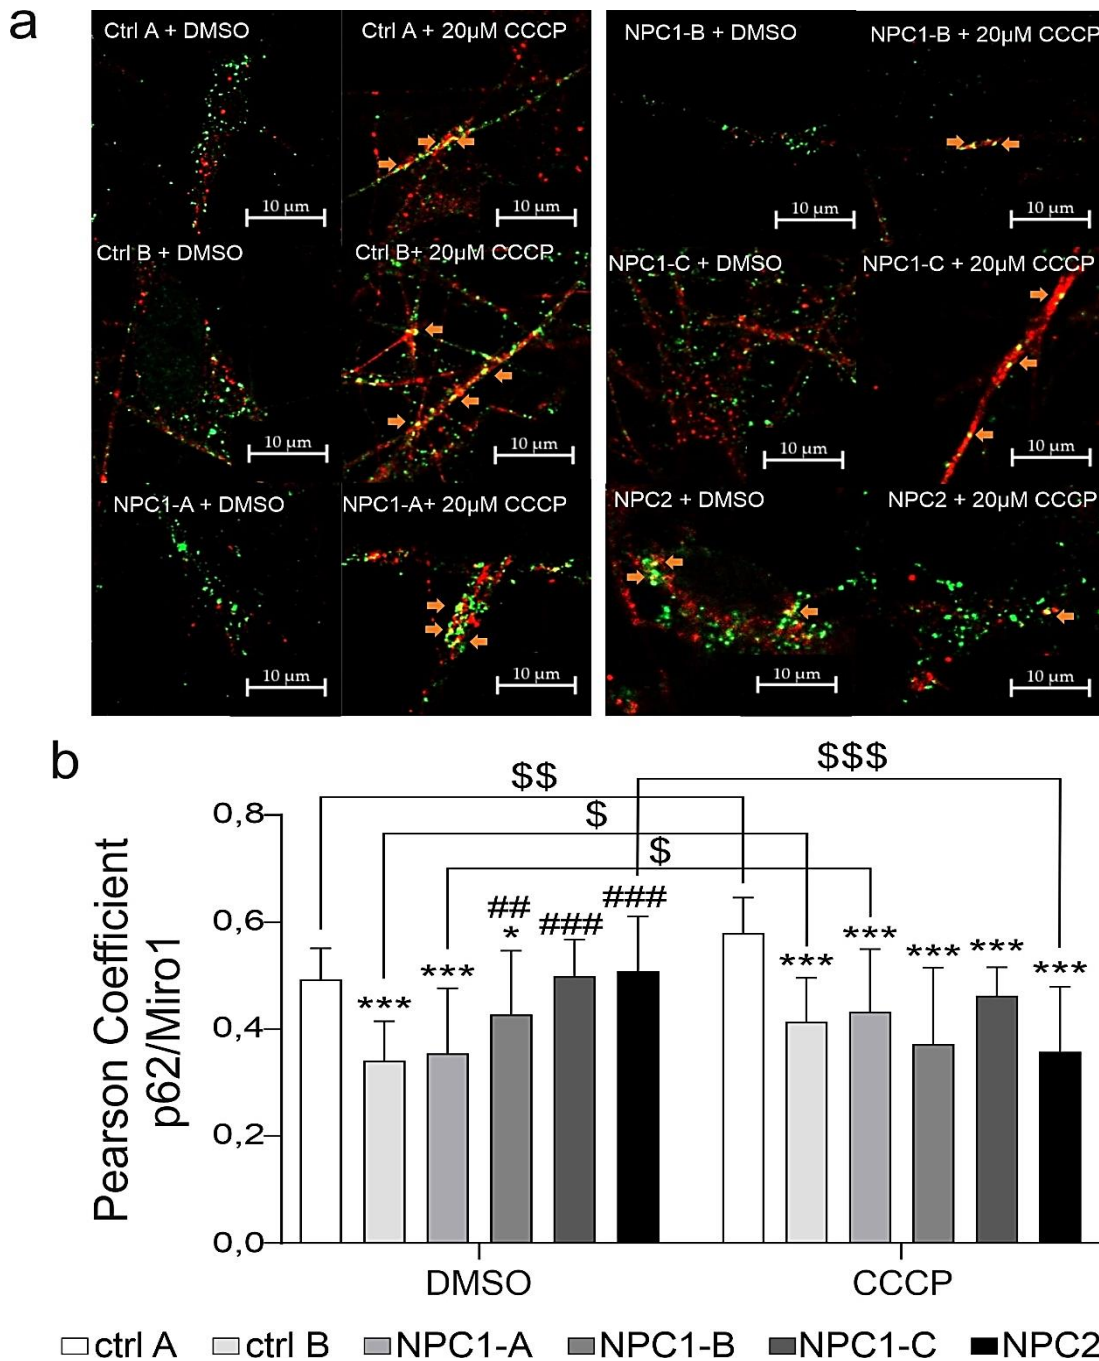 a
Ctrl A + DMSO
Ctrl A + 20µM CCCP
NPC1-B + DMSO
NPC1-B + 20µM CCCP
10 µm
10 µm
10 µm
10 µm
Ctrl B + DMSO
Ctrl B+ 20µM CCCP
NPC1-C + DMSO
NPC1-C + 20µM CCCP
10 µm
10 µm
10 µm
10 µm
NPC1-A + DMSO
NPC1-A+ 20µM CCCP
NPC2 + DMSO
NPC2 + 20µM CCCP
10 µm
10 µm
10 µm
10 µm
b
Pearson Coefficient
p62/Miro1
$$
$$$
$
$
0,8
0,6
0,4
0,2
0,0
***
***
##
*
###
###
***
***
***
***
***
DMSO
CCCP
ctrl A
ctrl B
NPC1-A
NPC1-B
NPC1-C
NPC2